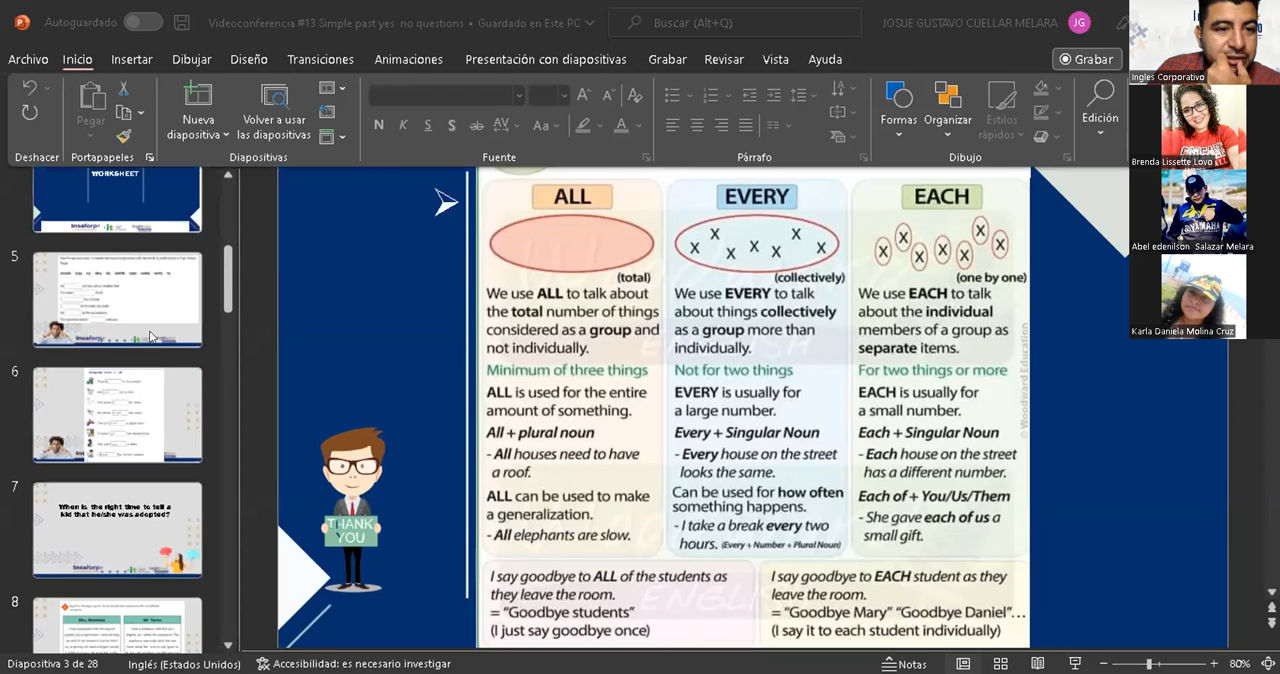 Autoguardado
Videoconferencia #13 Simple past yes no questions • Guardado en Este PC
Buscar (Alt+Q)
JOSUE GUSTAVO CUELLAR MELARA
JG
Archivo Inicio Insertar Dibujar Diseño Transiciones Animaciones Presentación con diapositivas Grabar Revisar Vista Ayuda
Grabar
Pegar
Nueva diapositiva
Volver a usar las diapositivas
N K S S ab AV Aa A
Formas
Organizar
Estilos rápidos
Edición
Deshacer
Portapapeles
Diapositivas
Fuente
Párrafo
Dibujo
Ingles Corporativo
Brenda Lissette Lovo
YAMAHA
Abel edenilson Salazar Melara
Karla Daniela Molina Cruz
WORKSHEET
Insaforp
5
Insaforp
6
Insaforp
7
When is the right time to tell a
kid that he/she was adopted?
Insaforp
8
THANK
YOU
ALL
(total)
We use ALL to talk about
the total number of things
considered as a group and
not individually.
Minimum of three things
ALL is used for the entire
amount of something.
All + plural noun
- All houses need to have
a roof.
ALL can be used to make
a generalization.
- All elephants are slow.
EVERY
X X X X X X X
(collectively)
We use EVERY to talk
about things collectively
as a group more than
individually.
Not for two things
EVERY is usually for
a large number.
Every + Singular Noun
- Every house on the street
looks the same.
Can be used for how often
something happens.
- I take a break every two
hours. (Every + Number + Plural Noun)
EACH
X X X X X X X
(one by one)
We use EACH to talk
about the individual
members of a group as
separate items.
For two things or more
EACH is usually for
a small number.
Each + Singular Noun
- Each house on the street
has a different number.
Each of + You/Us/Them
- She gave each of us a
small gift.
© Woodward Education
I say goodbye to ALL of the students as
they leave the room.
"Goodbye students"
(I just say goodbye once)
I say goodbye to EACH student as they
leave the room.
"Goodbye Mary" "Goodbye Daniel"...
(I say it to each student individually)
Diapositiva 3 de 28
Inglés (Estados Unidos)
Accesibilidad: es necesario investigar
Notas
80%